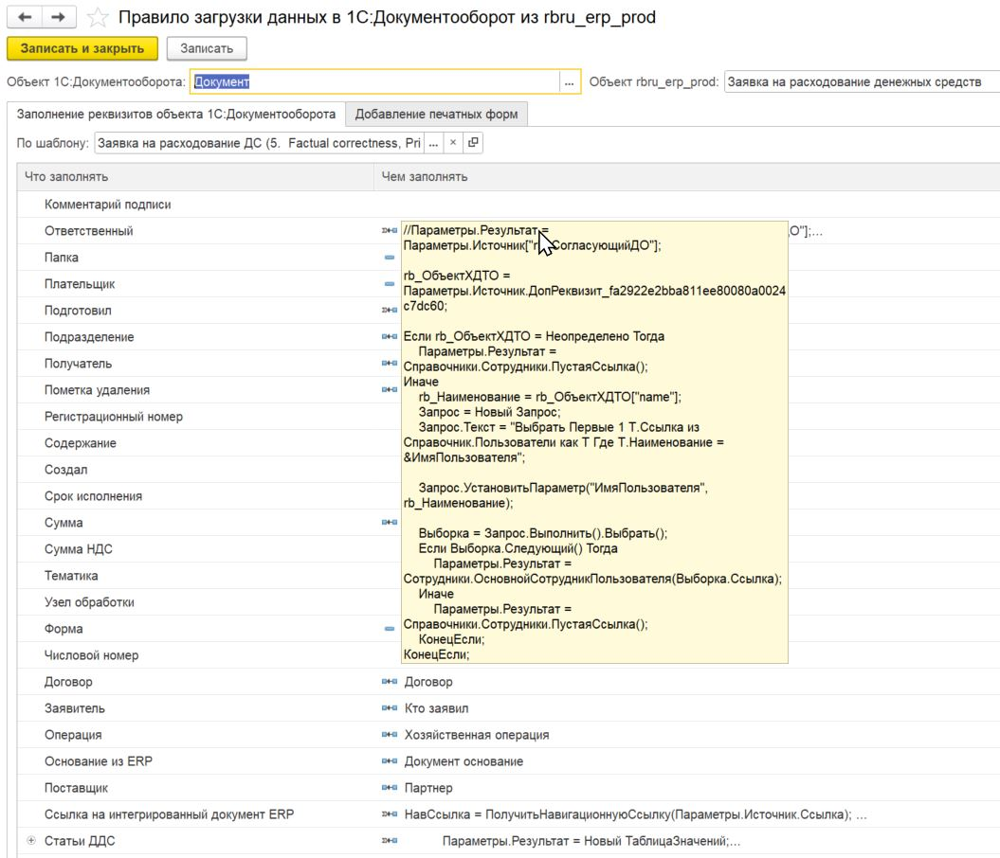 Правило загрузки данных в 1С:Документооборот из rbru_erp_prod
Записать и закрыть Записать
Объект 1С:Документооборота: Документ ... Объект rbru_erp_prod: Заявка на расходование денежных средств
Заполнение реквизитов объекта 1С:Документооборота Добавление печатных форм
По шаблону: Заявка на расходование ДС (5. Factual correctness, Pri ... ×
Что заполнять Чем заполнять
Комментарий подписи
Ответственный
Папка
Плательщик
Подготовил
Подразделение
Получатель
Пометка удаления
Регистрационный номер
Содержание
Создал
Срок исполнения
Сумма
Сумма НДС
Тематика
Узел обработки
Форма
Числовой номер
//Параметры.Результат =
Параметры.Источник["r СогласующийДО"];
О"];...
rb_ОбъектХДТО =
Параметры.Источник.ДопРеквизит_fa2922e2bba811ee80080a0024
c7dc60;
Если rb_ОбъектХДТО = Неопределено Тогда
Параметры.Результат =
Справочники.Сотрудники.ПустаяСсылка();
Иначе
rb_Наименование = rb_ОбъектХДТО["name"];
Запрос = Новый Запрос;
Запрос.Текст = "Выбрать Первые 1 Т.Ссылка из
Справочник.Пользователи как Т Где Т.Наименование =
&ИмяПользователя";
Запрос.УстановитьПараметр("ИмяПользователя",
rb_Наименование);
Выборка = Запрос.Выполнить().Выбрать();
Если Выборка.Следующий() Тогда
Параметры.Результат =
Сотрудники.ОсновнойСотрудникПользователя(Выборка.Ссылка);
Иначе
Параметры.Результат =
Справочники.Сотрудники.ПустаяСсылка();
КонецЕсли;
КонецЕсли;
Договор Договор
Заявитель Кто заявил
Операция Хозяйственная операция
Основание из ERP Документ основание
Поставщик Партнер
Ссылка на интегрированный документ ERP НавСсылка = ПолучитьНавигационнуюСсылку(Параметры.Источник.Ссылка); ...
Статьи ДДС Параметры.Результат = Новый ТаблицаЗначений;...